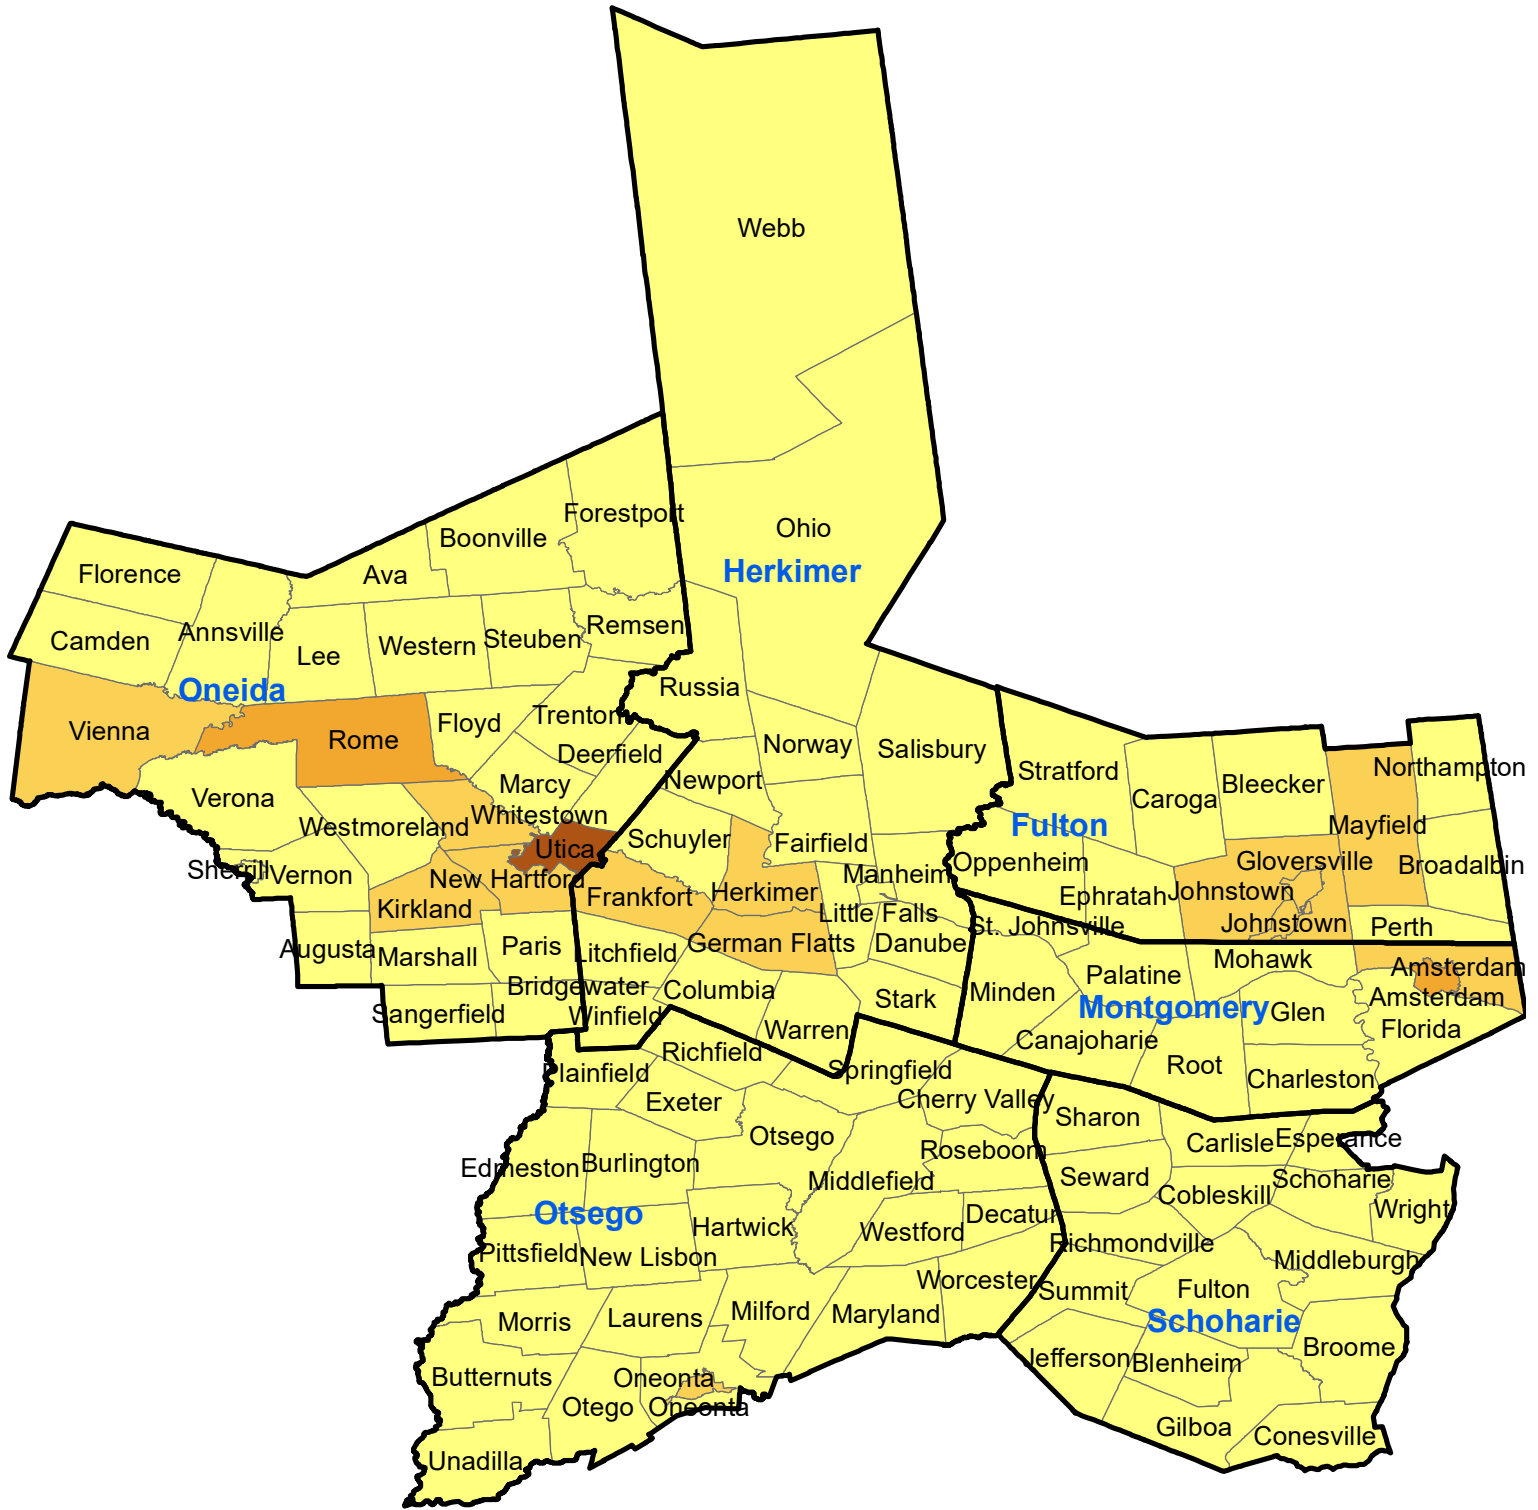 Webb
Forestport
Ohio
Boonville
Herkimer
Florence
Ava
Camden
Annsville
Lee
Western
Steuben
Remsen
Oneida
Russia
Vienna
Rome
Floyd
Trenton
Norway
Salisbury
Deerfield
Stratford
Northampton
Verona
Marcy
Newport
Caroga
Bleecker
Whitestown
Westmoreland
Schuyler
Fairfield
Fulton
Mayfield
Utica
Sherrill
Vernon
New Hartford
Manheim
Oppenheim
Gloversville
Broadalbin
Kirkland
Frankfort
Herkimer
Ephratah
Johnstown
Little Falls
St. Johnsville
Johnstown
Perth
Augusta
Marshall
Paris
Litchfield
German Flatts
Danube
Palatine
Mohawk
Amsterdam
Bridgewater
Columbia
Stark
Minden
Montgomery
Glen
Amsterdam
Sangerfield
Winfield
Warren
Canajoharie
Florida
Plainfield
Richfield
Springfield
Root
Charleston
Exeter
Cherry Valley
Sharon
Otsego
Roseboom
Carlisle
Esperance
Edmeston
Burlington
Middlefield
Seward
Schoharie
Cobleskill
Otsego
Hartwick
Westford
Decatur
Wright
Pittsfield
New Lisbon
Richmondville
Middleburgh
Worcester
Summit
Fulton
Morris
Laurens
Milford
Maryland
Schoharie
Broome
Butternuts
Oneonta
Jefferson
Blenheim
Otego
Oneonta
Gilboa
Conesville
Unadilla